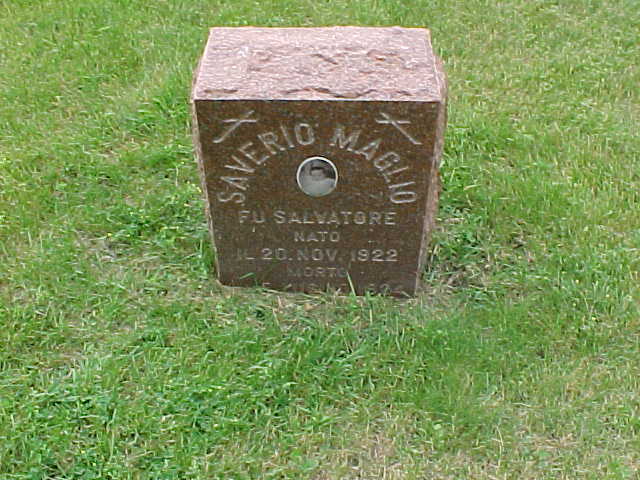 SAVERIO MAGLIO
FU SALVATORE
NATO
IL 20. NOV. 1922
MORTO